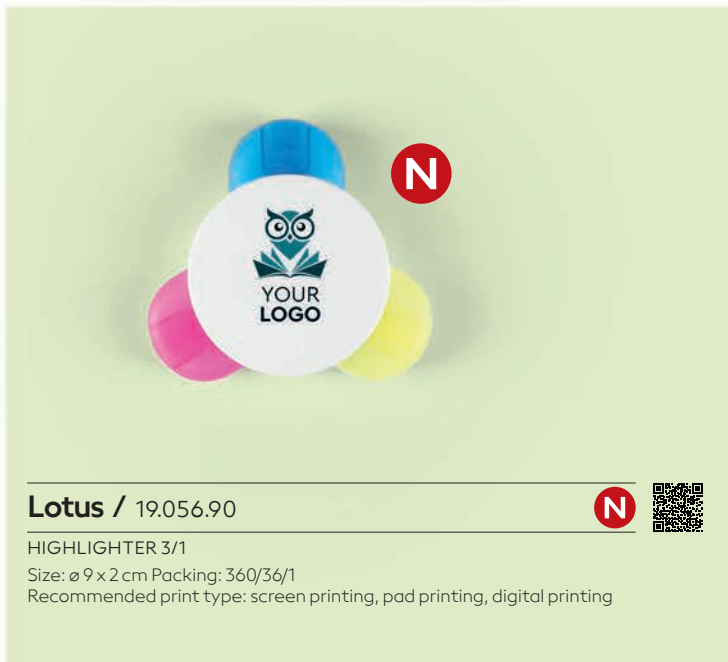 N
YOUR
LOGO
Lotus / 19.056.90
N
HIGHLIGHTER 3/1
Size: ø 9 x 2 cm Packing: 360/36/1
Recommended print type: screen printing, pad printing, digital printing